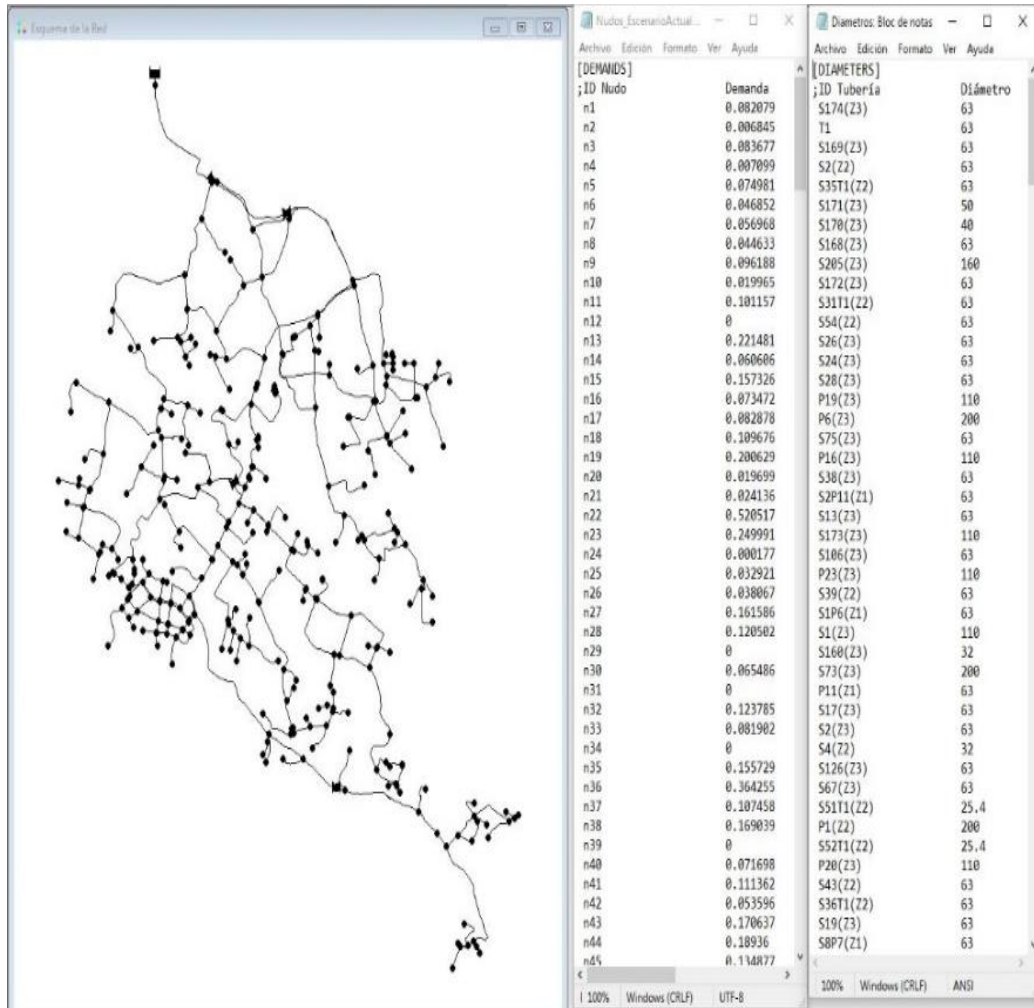 Esquema de la Red
Nudos_EscenarioActual...
Archivo Edición Formato Ver Ayuda
[DEMANDS]
;ID Nudo Demanda
n1 0.082079
n2 0.006845
n3 0.083677
n4 0.007099
n5 0.074981
n6 0.046852
n7 0.056968
n8 0.044633
n9 0.096188
n10 0.019965
n11 0.101157
n12 0
n13 0.221481
n14 0.060606
n15 0.157326
n16 0.073472
n17 0.082878
n18 0.109676
n19 0.200629
n20 0.019699
n21 0.024136
n22 0.520517
n23 0.249991
n24 0.000177
n25 0.032921
n26 0.038067
n27 0.161586
n28 0.120502
n29 0
n30 0.065486
n31 0
n32 0.123785
n33 0.081902
n34 0
n35 0.155729
n36 0.364255
n37 0.107458
n38 0.169039
n39 0
n40 0.071698
n41 0.111362
n42 0.053596
n43 0.170637
n44 0.18936
n45 0.134877
100% Windows (CRLF) UTF-8
Diametros: Bloc de notas
Archivo Edición Formato Ver Ayuda
[DIAMETERS]
;ID Tubería Diámetro
S174(Z3) 63
T1 63
S169(Z3) 63
S2(Z2) 63
S35T1(Z2) 63
S171(Z3) 50
S170(Z3) 40
S168(Z3) 63
S205(Z3) 160
S172(Z3) 63
S31T1(Z2) 63
S54(Z2) 63
S26(Z3) 63
S24(Z3) 63
S28(Z3) 63
P19(Z3) 110
P6(Z3) 200
S75(Z3) 63
P16(Z3) 110
S38(Z3) 63
S2P11(Z1) 63
S13(Z3) 63
S173(Z3) 110
S106(Z3) 63
P23(Z3) 110
S39(Z2) 63
S1P6(Z1) 63
S1(Z3) 110
S160(Z3) 32
S73(Z3) 200
P11(Z1) 63
S17(Z3) 63
S2(Z3) 63
S4(Z2) 32
S126(Z3) 63
S67(Z3) 63
S51T1(Z2) 25.4
P1(Z2) 200
S52T1(Z2) 25.4
P20(Z3) 110
S43(Z2) 63
S36T1(Z2) 63
S19(Z3) 63
S8P7(Z1) 63
100% Windows (CRLF) ANSI